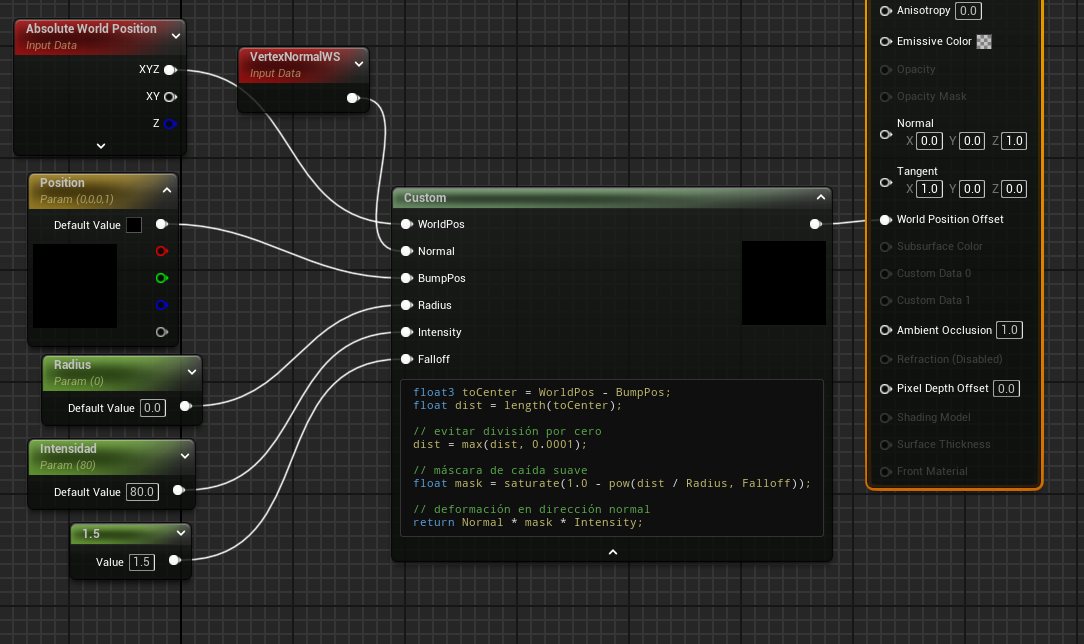 Absolute World Position
Input Data
XYZ
XY
Z
VertexNormalWS
Input Data
Position
Param (0,0,0,1)
Default Value
Radius
Param (0)
Default Value 0.0
Intensidad
Param (80)
Default Value 80.0
1.5
Value 1.5
Custom
WorldPos
Normal
BumpPos
Radius
Intensity
Falloff
float3 toCenter = WorldPos - BumpPos;
float dist = length(toCenter);
// evitar división por cero
dist = max(dist, 0.0001);
// máscara de caída suave
float mask = saturate(1.0 - pow(dist / Radius, Falloff));
// deformación en dirección normal
return Normal * mask * Intensity;
Anisotropy 0.0
Emissive Color
Opacity
Opacity Mask
Normal
X 0.0 Y 0.0 Z 1.0
Tangent
X 1.0 Y 0.0 Z 0.0
World Position Offset
Subsurface Color
Custom Data 0
Custom Data 1
Ambient Occlusion 1.0
Refraction (Disabled)
Pixel Depth Offset 0.0
Shading Model
Surface Thickness
Front Material